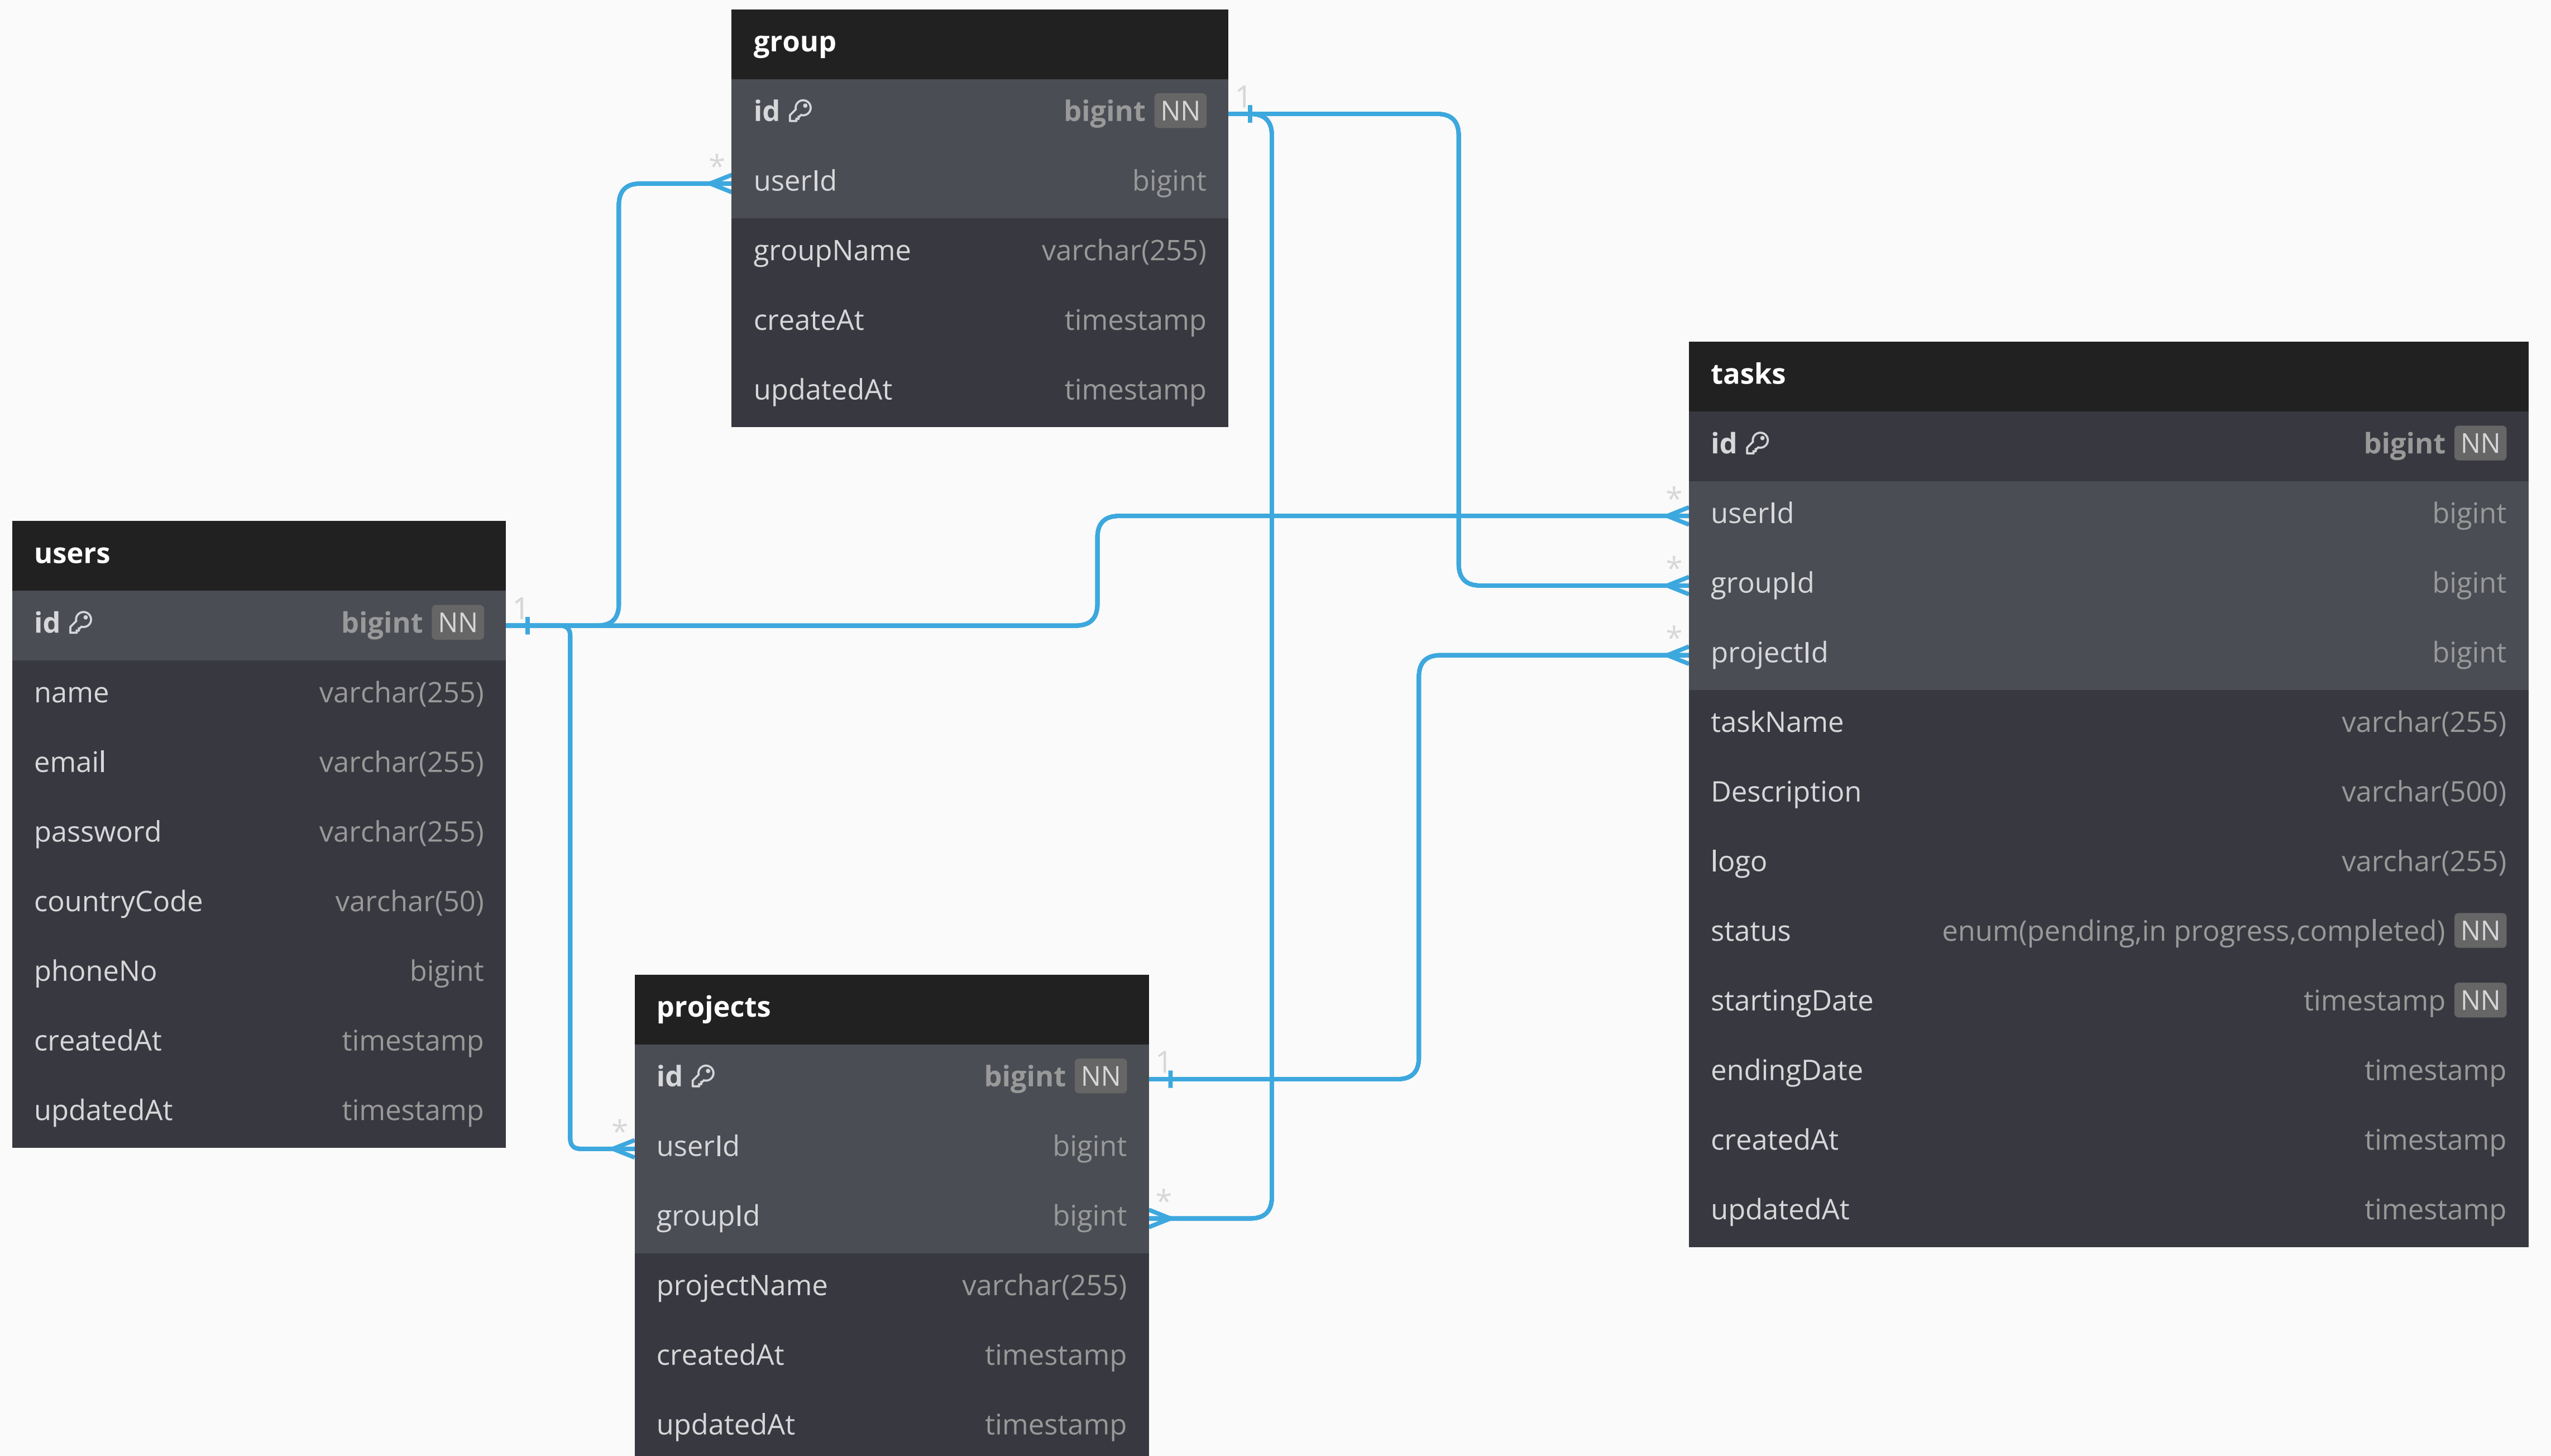 group
id bigint NN
userId bigint
groupName varchar(255)
createAt timestamp
updatedAt timestamp
1
*
users
id bigint NN
name varchar(255)
email varchar(255)
password varchar(255)
countryCode varchar(50)
phoneNo bigint
createdAt timestamp
updatedAt timestamp
1
projects
id bigint NN
userId bigint
groupId bigint
projectName varchar(255)
createdAt timestamp
updatedAt timestamp
1
*
*
tasks
id bigint NN
userId bigint
groupId bigint
projectId bigint
taskName varchar(255)
Description varchar(500)
logo varchar(255)
status enum(pending,in progress,completed) NN
startingDate timestamp NN
endingDate timestamp
createdAt timestamp
updatedAt timestamp
*
*
*